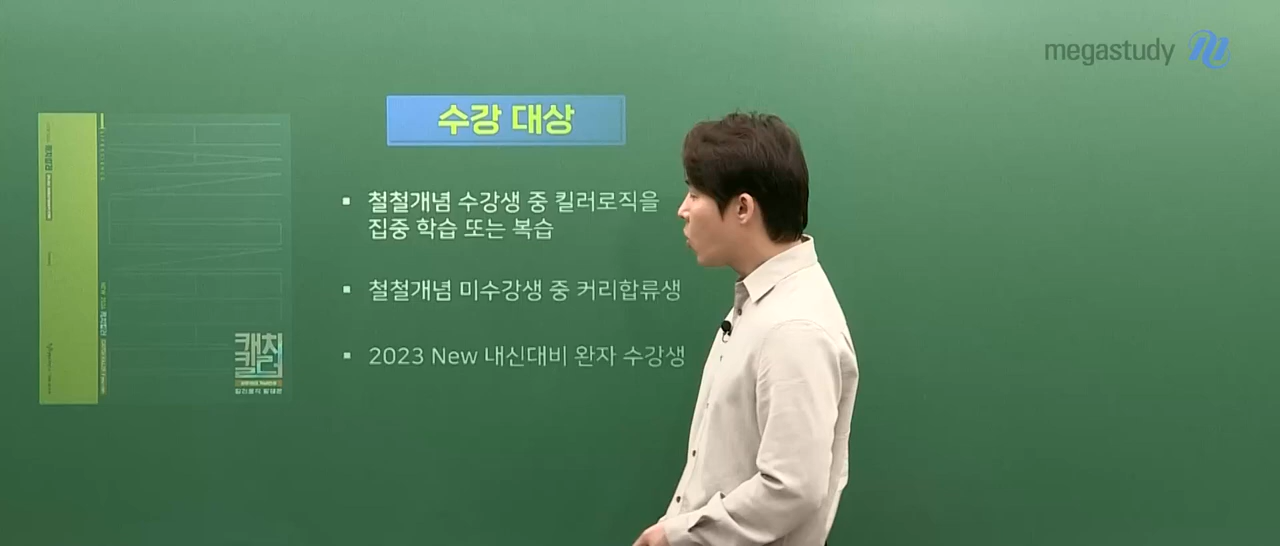 megastudy
수강 대상
▪ 철철개념 수강생 중 킬러로직을
집중 학습 또는 복습
▪ 철철개념 미수강생 중 커리합류생
▪ 2023 New 내신대비 완자 수강생
캐치
킬러